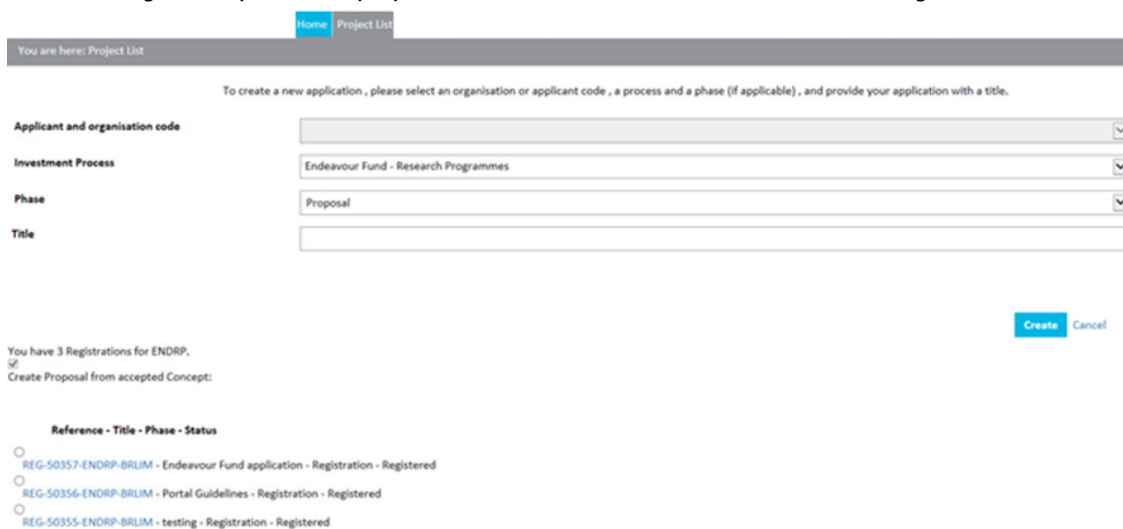 Home Project List
You are here: Project List
To create a new application , please select an organisation or applicant code , a process and a phase (if applicable) , and provide your application with a title.
Applicant and organisation code
Investment Process Endeavour Fund - Research Programmes
Phase Proposal
Title
Create Cancel
You have 3 Registrations for ENDRP.
Create Proposal from accepted Concept:
Reference - Title - Phase - Status
REG-50357-ENDRP-BRLIM - Endeavour Fund application - Registration - Registered
REG-50356-ENDRP-BRLIM - Portal Guidelines - Registration - Registered
REG-50355-ENDRP-BRLIM - testing - Registration - Registered